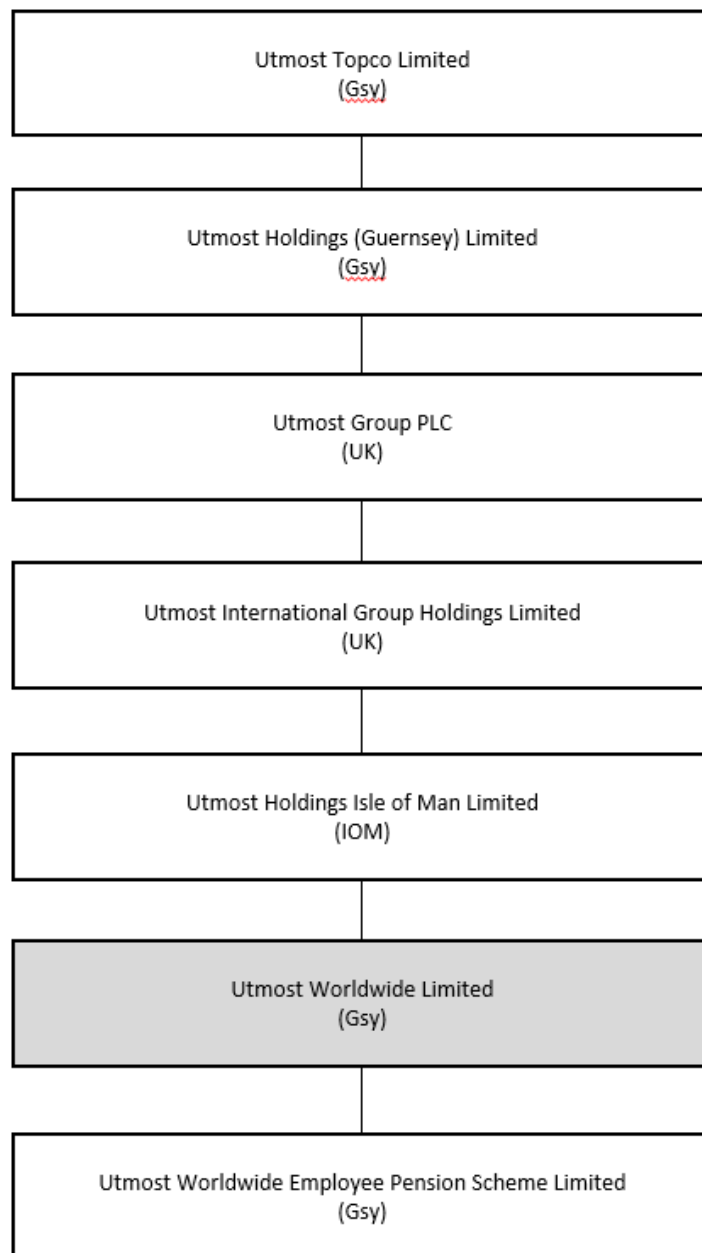 Utmost Topco Limited
(Gsy)
Utmost Holdings (Guernsey) Limited
(Gsy)
Utmost Group PLC
(UK)
Utmost International Group Holdings Limited
(UK)
Utmost Holdings Isle of Man Limited
(IOM)
Utmost Worldwide Limited
(Gsy)
Utmost Worldwide Employee Pension Scheme Limited
(Gsy)